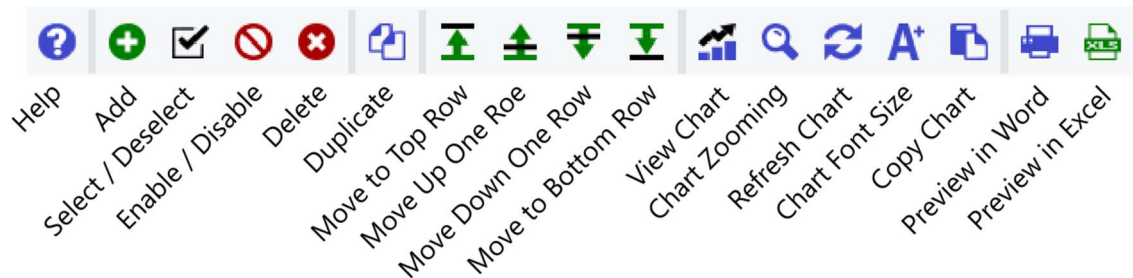 ?
A+
XLS
Help
Add
Select / Deselect
Enable / Disable
Delete
Duplicate
Move to Top Row
Move Up One Roe
Move Down One Row
Move to Bottom Row
View Chart
Chart Zooming
Refresh Chart
Chart Font Size
Copy Chart
Preview in Word
Preview in Excel